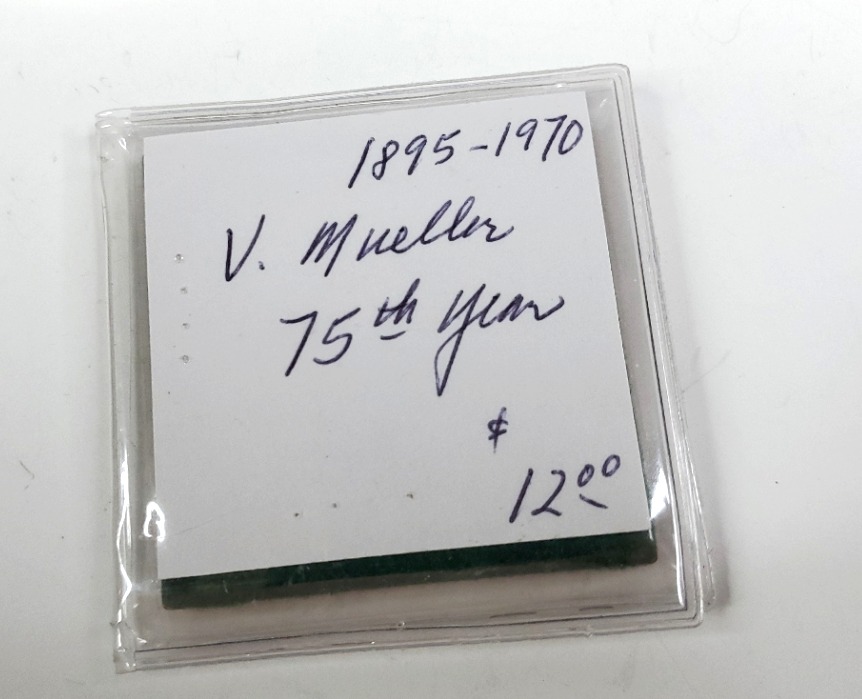 1895-1970
V. Mueller
75th Year
$
12.00